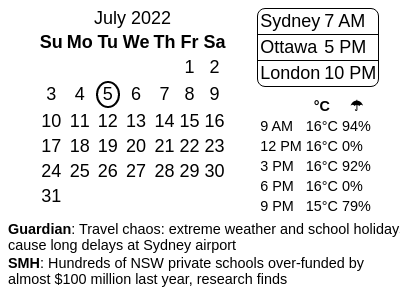 July 2022
Su Mo Tu We Th Fr Sa
1 2
3 4 5 6 7 8 9
10 11 12 13 14 15 16
17 18 19 20 21 22 23
24 25 26 27 28 29 30
31
Sydney 7 AM
Ottawa 5 PM
London 10 PM
°C ☂
9 AM 16°C 94%
12 PM 16°C 0%
3 PM 16°C 92%
6 PM 16°C 0%
9 PM 15°C 79%
Guardian: Travel chaos: extreme weather and school holiday
cause long delays at Sydney airport
SMH: Hundreds of NSW private schools over-funded by
almost $100 million last year, research finds